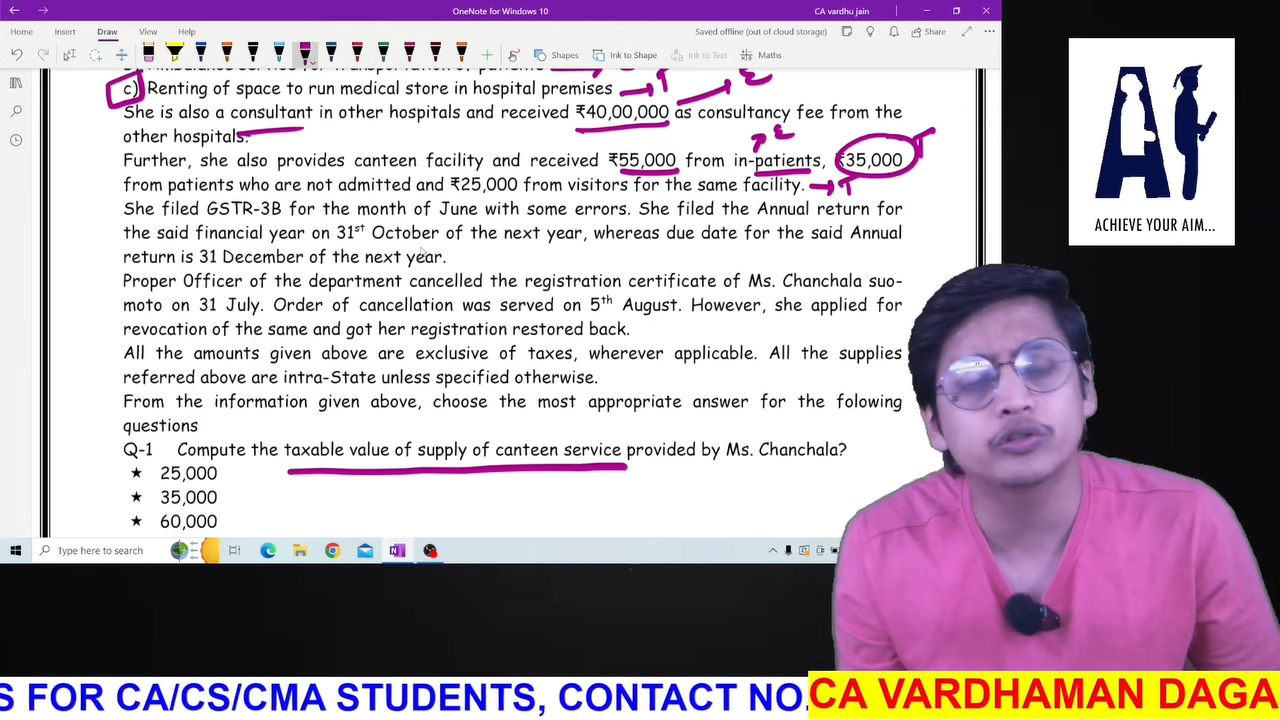 OneNote for Windows 10
CA vardhu jain
Home Insert Draw View Help
Saved offline (out of cloud storage)
Share
Shapes Ink to Shape Ink to Text Maths
c) Renting of space to run medical store in hospital premises → T
She is also a consultant in other hospitals and received ₹40,00,000 as consultancy fee from the
other hospitals.
Further, she also provides canteen facility and received ₹55,000 from in-patients, ₹35,000
from patients who are not admitted and ₹25,000 from visitors for the same facility. → T
She filed GSTR-3B for the month of June with some errors. She filed the Annual return for
the said financial year on 31st October of the next year, whereas due date for the said Annual
return is 31 December of the next year.
Proper Officer of the department cancelled the registration certificate of Ms. Chanchala suo-
moto on 31 July. Order of cancellation was served on 5th August. However, she applied for
revocation of the same and got her registration restored back.
All the amounts given above are exclusive of taxes, wherever applicable. All the supplies
referred above are intra-State unless specified otherwise.
From the information given above, choose the most appropriate answer for the folowing
questions
Q-1 Compute the taxable value of supply of canteen service provided by Ms. Chanchala?
★ 25,000
★ 35,000
★ 60,000
Type here to search
ACHIEVE YOUR AIM...
S FOR CA/CS/CMA STUDENTS, CONTACT NO.
CA VARDHAMAN DAGA